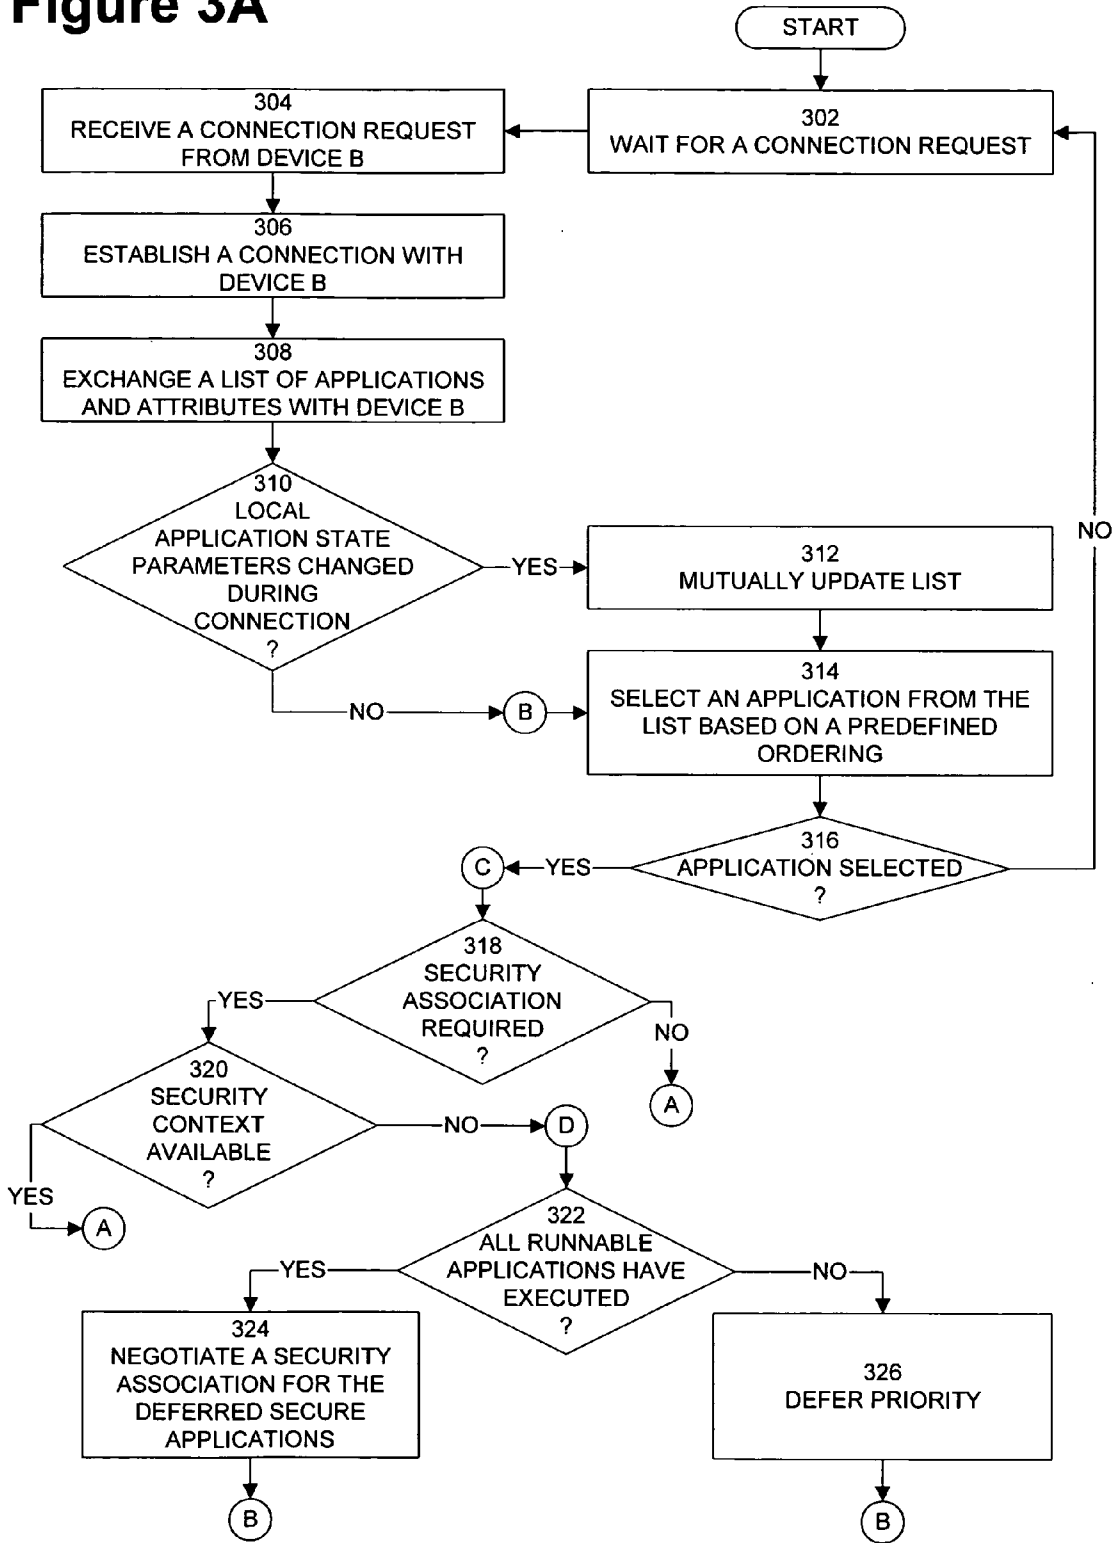 Figure 3A
START
304
RECEIVE A CONNECTION REQUEST
FROM DEVICE B
302
WAIT FOR A CONNECTION REQUEST
306
ESTABLISH A CONNECTION WITH
DEVICE B
308
EXCHANGE A LIST OF APPLICATIONS
AND ATTRIBUTES WITH DEVICE B
310
LOCAL
APPLICATION STATE
PARAMETERS CHANGED
DURING
CONNECTION
?
YES
312
MUTUALLY UPDATE LIST
NO
NO
B
314
SELECT AN APPLICATION FROM THE
LIST BASED ON A PREDEFINED
ORDERING
316
APPLICATION SELECTED
?
YES
C
318
SECURITY
ASSOCIATION
REQUIRED
?
YES
NO
A
320
SECURITY
CONTEXT
AVAILABLE
?
YES
A
NO
D
322
ALL RUNNABLE
APPLICATIONS HAVE
EXECUTED
?
YES
NO
324
NEGOTIATE A SECURITY
ASSOCIATION FOR THE
DEFERRED SECURE
APPLICATIONS
326
DEFER PRIORITY
B
B